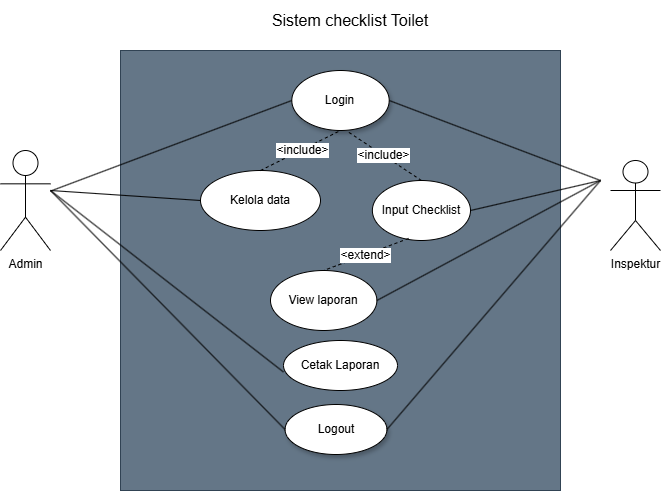 Sistem checklist Toilet
Login
<include>
<include>
Kelola data
Input Checklist
Admin
Inspektur
<extend>
View laporan
Cetak Laporan
Logout